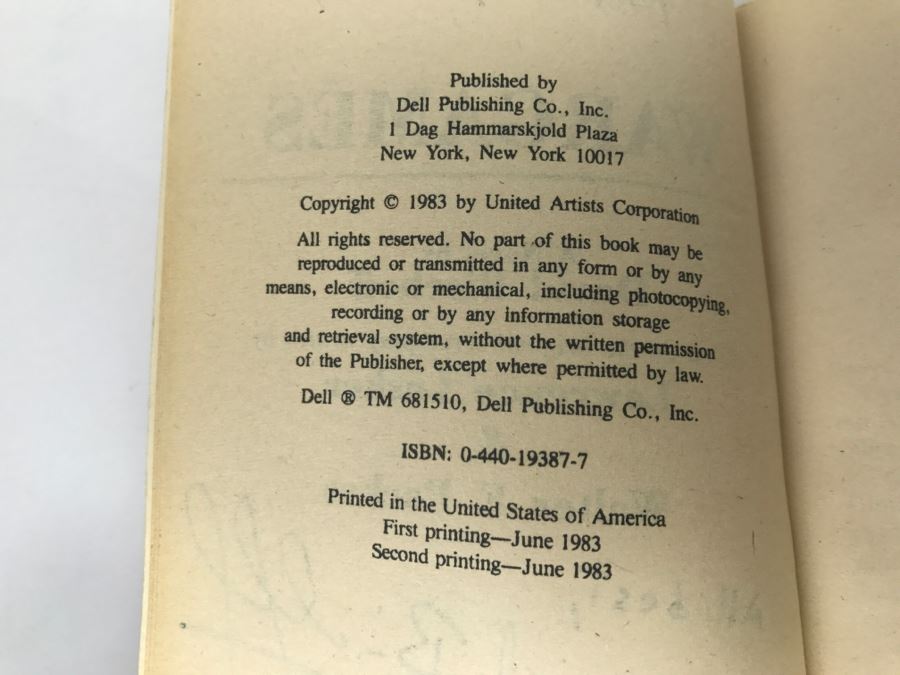 Published by
Dell Publishing Co., Inc.
1 Dag Hammarskjold Plaza
New York, New York 10017
Copyright © 1983 by United Artists Corporation
All rights reserved. No part of this book may be
reproduced or transmitted in any form or by any
means, electronic or mechanical, including photocopying,
recording or by any information storage
and retrieval system, without the written permission
of the Publisher, except where permitted by law.
Dell ® TM 681510, Dell Publishing Co., Inc.
ISBN: 0-440-19387-7
Printed in the United States of America
First printing—June 1983
Second printing—June 1983